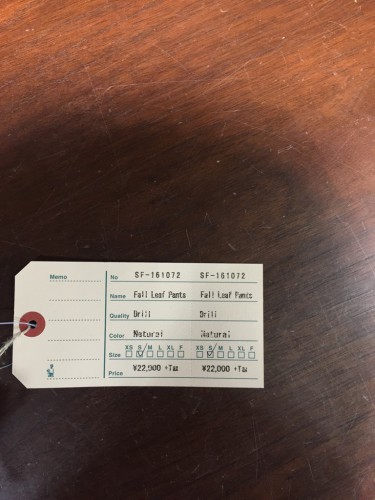 Memo
No SF-161072 SF-161072
Name Fall Leaf Pants Fall Leaf Pants
Quality Drill Drill
Color Natural Natural
Size XS S M L XL F XS S M L XL F
Price ¥22,900 +Tax ¥22,000 +Tax